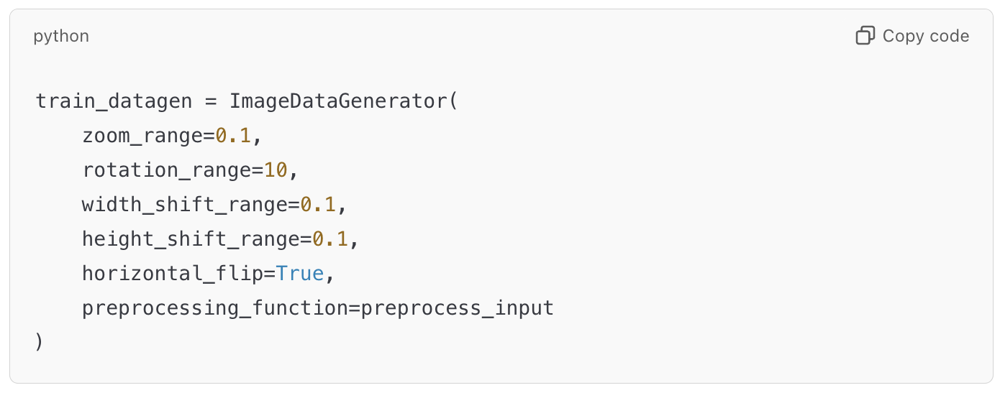 python
Copy code
train_datagen = ImageDataGenerator(
    zoom_range=0.1,
    rotation_range=10,
    width_shift_range=0.1,
    height_shift_range=0.1,
    horizontal_flip=True,
    preprocessing_function=preprocess_input
)